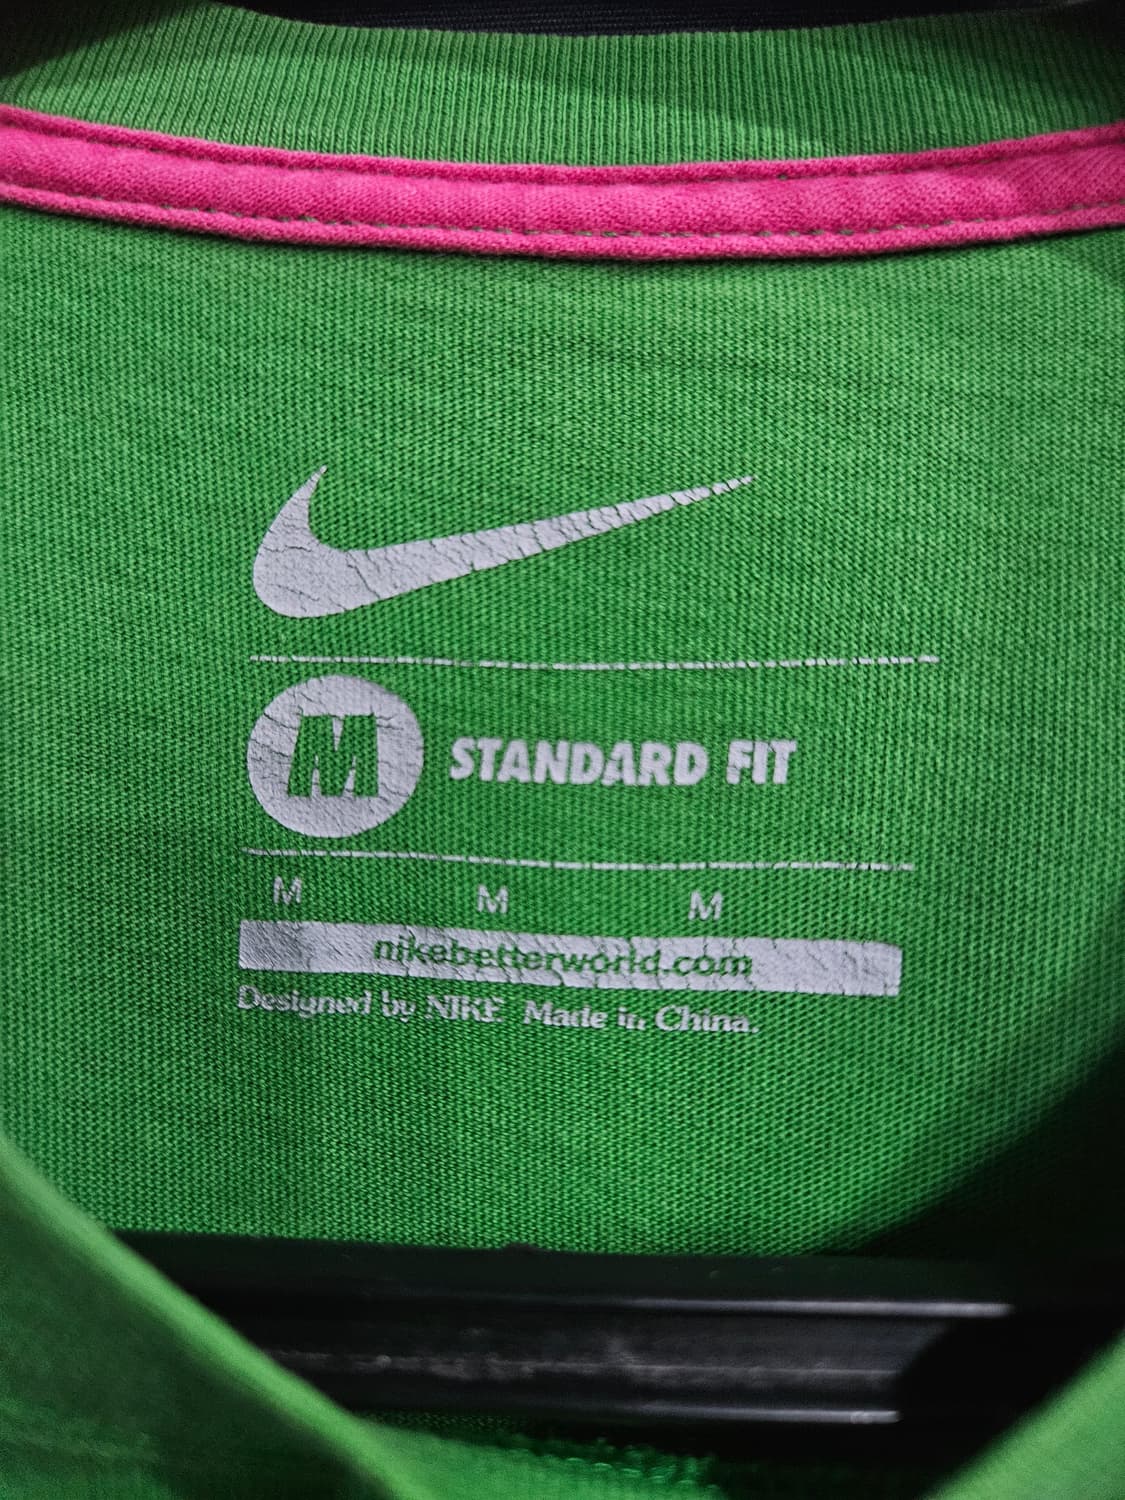 M STANDARD FIT
M M M
nikebetterworld.com
Designed by NIKE Made in China.